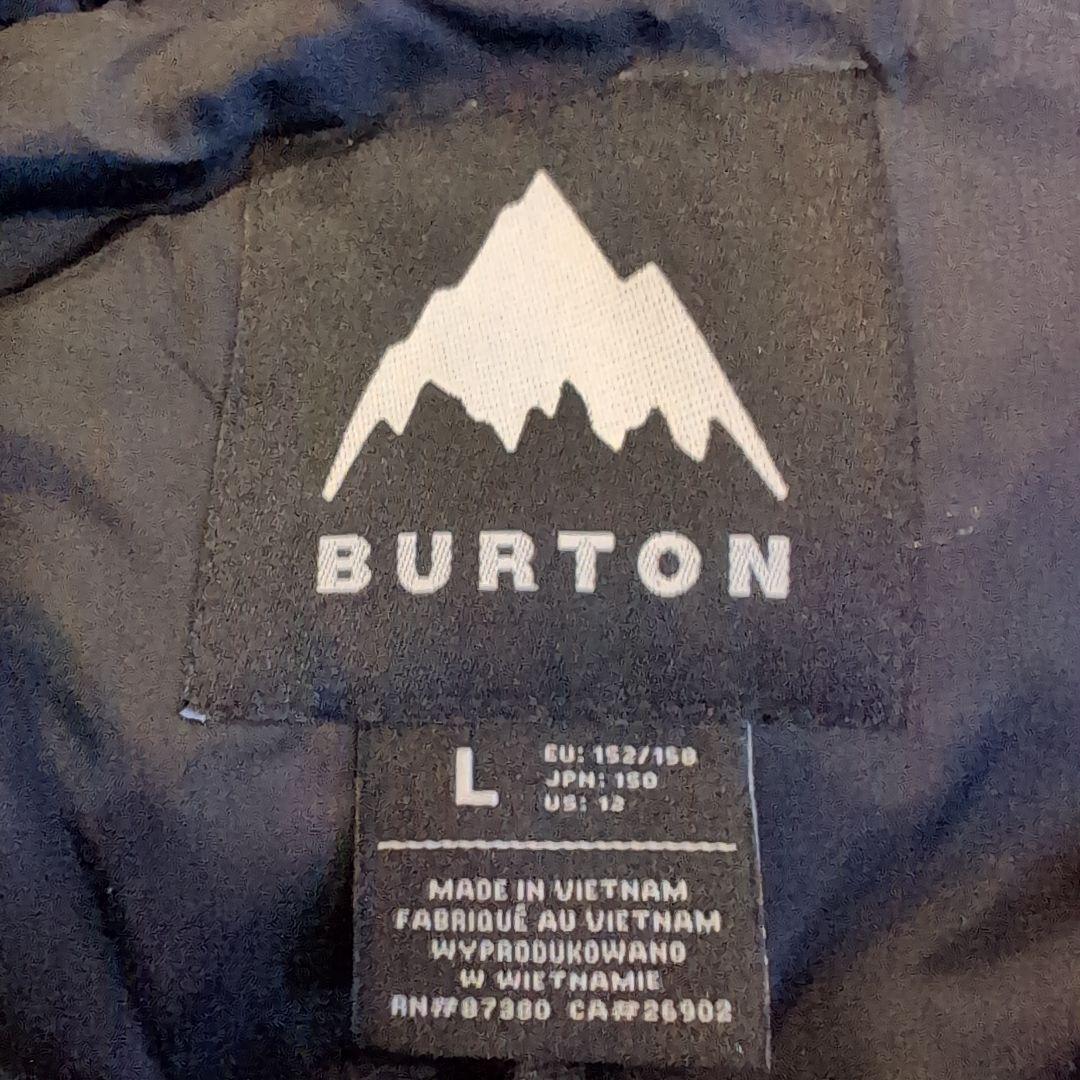 BURTON
L
EU: 152/158
JPN: 150
US: 12
MADE IN VIETNAM
FABRIQUÉ AU VIETNAM
WYPRODUKOWANO
W WIETNAMIE
RN#87380 CA#26902